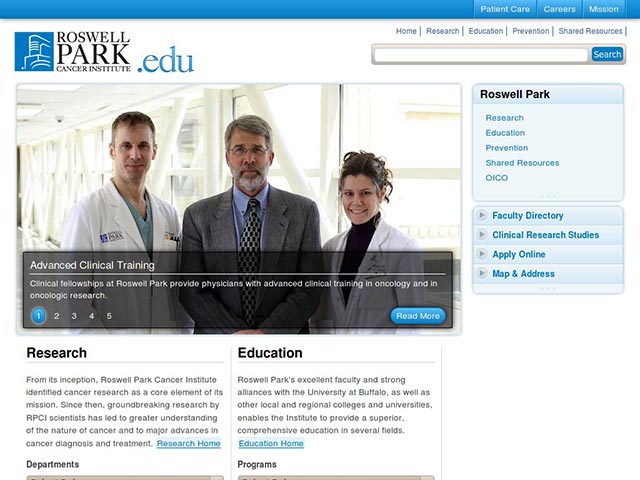 Patient Care Careers Mission
Home Research Education Prevention Shared Resources
ROSWELL
PARK
CANCER INSTITUTE
.edu
Search
Roswell Park
Research
Education
Prevention
Shared Resources
OICO
Faculty Directory
Clinical Research Studies
Apply Online
Map & Address
Advanced Clinical Training
Clinical fellowships at Roswell Park provide physicians with advanced clinical training in oncology and in
oncologic research.
1 2 3 4 5
Read More
Research
From its inception, Roswell Park Cancer Institute
identified cancer research as a core element of its
mission. Since then, groundbreaking research by
RPCI scientists has led to greater understanding
of the nature of cancer and to major advances in
cancer diagnosis and treatment. Research Home
Departments
Education
Roswell Park's excellent faculty and strong
alliances with the University at Buffalo, as well as
other local and regional colleges and universities,
enables the Institute to provide a superior,
comprehensive education in several fields.
Education Home
Programs